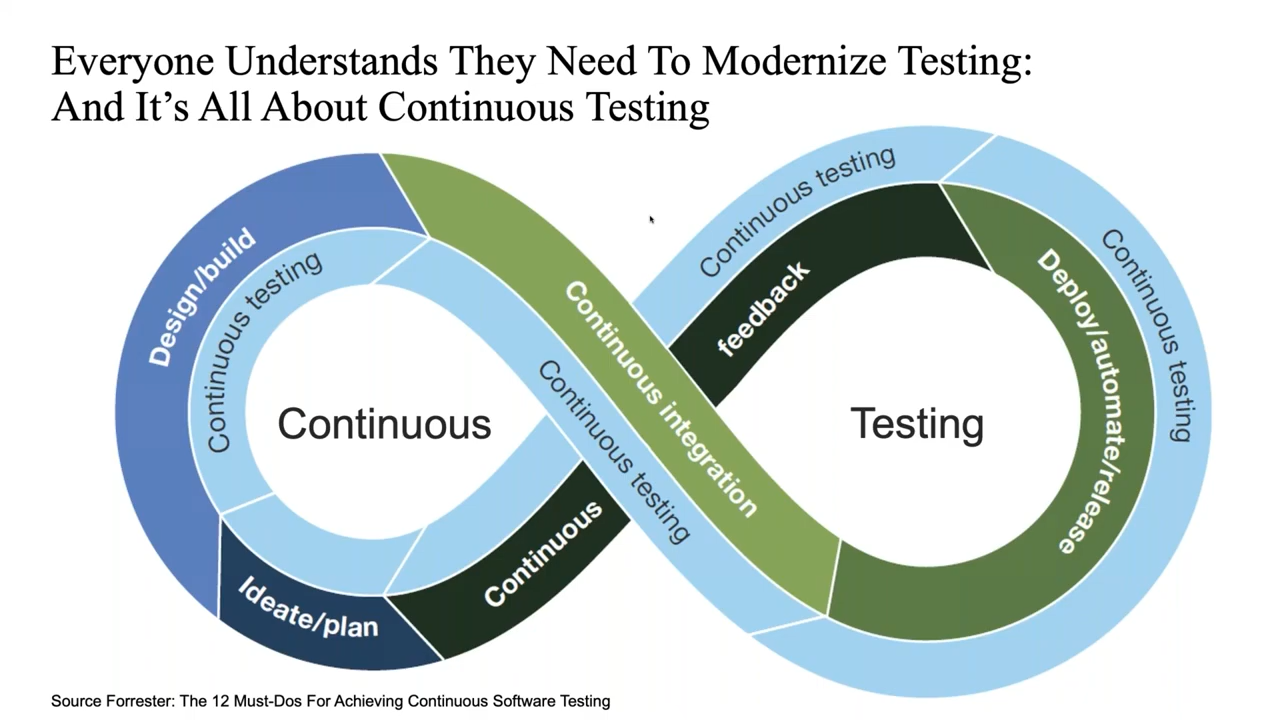 Everyone Understands They Need To Modernize Testing:
And It's All About Continuous Testing
Design/build
Continuous testing
Continuous
Ideate/plan
Continuous
Continuous integration
Continuous testing
feedback
Continuous testing
Testing
Deploy/automate/release
Continuous testing
Source Forrester: The 12 Must-Dos For Achieving Continuous Software Testing